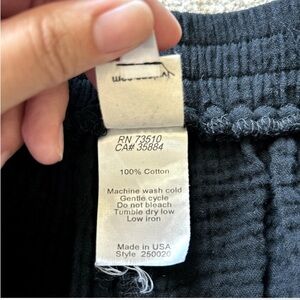 RN 73510
CA# 35884
100% Cotton
Machine wash cold
Gentle cycle
Do not bleach
Tumble dry low
Low iron
Made in USA
Style 250020